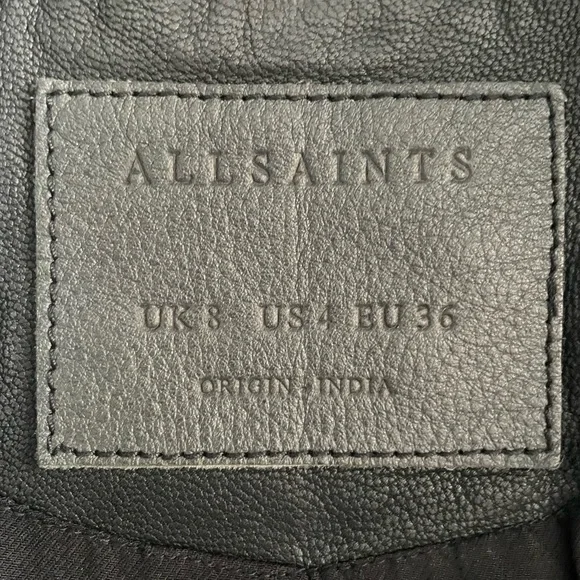 ALLSAINTS
UK 8 US 4 EU 36
ORIGIN - INDIA